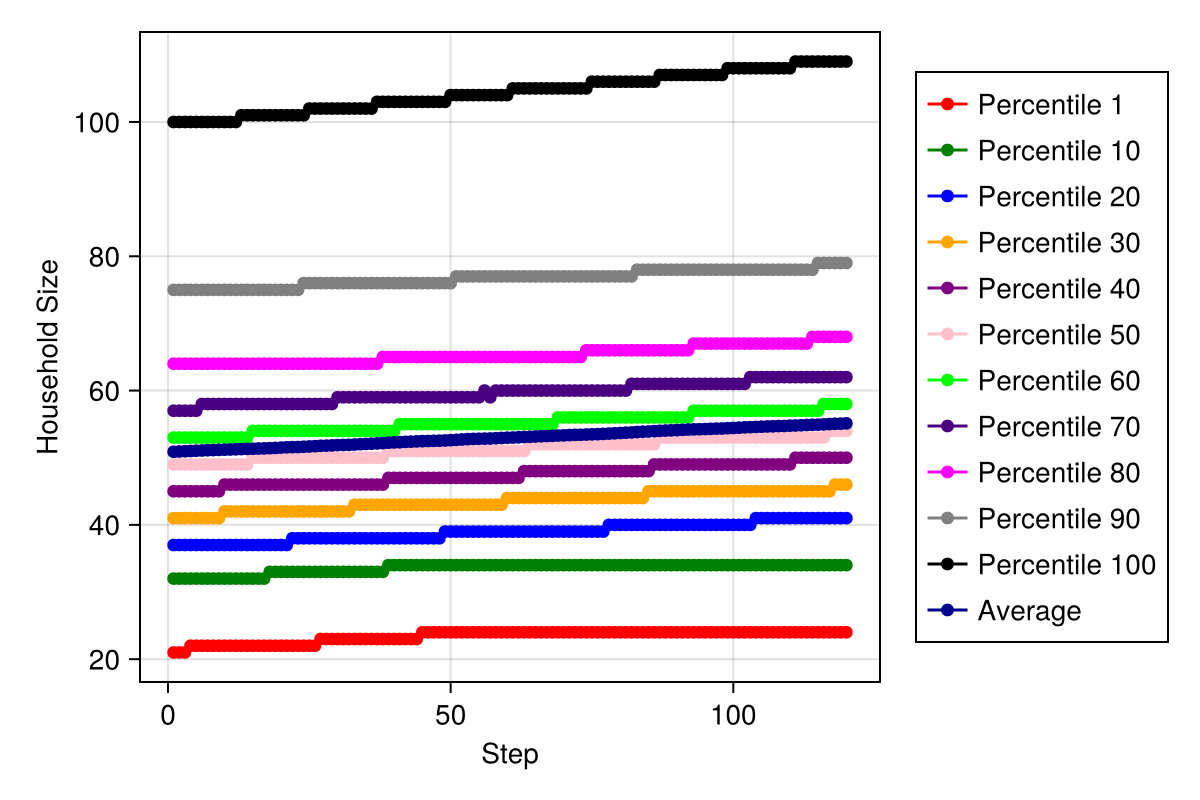 100
80
60
40
20
Household Size
0 50 100
Step
Percentile 1
Percentile 10
Percentile 20
Percentile 30
Percentile 40
Percentile 50
Percentile 60
Percentile 70
Percentile 80
Percentile 90
Percentile 100
Average